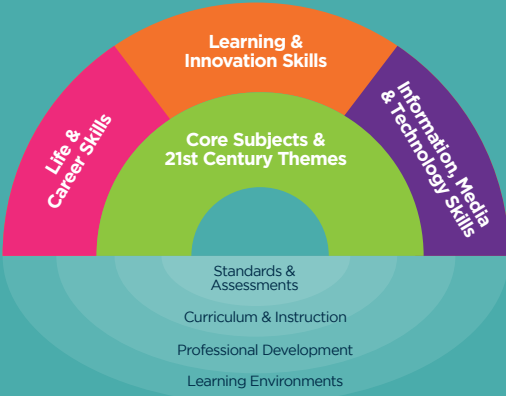 Learning &
Innovation Skills
Life &
Career Skills
Information, Media
& Technology Skills
Core Subjects &
21st Century Themes
Standards &
Assessments
Curriculum & Instruction
Professional Development
Learning Environments